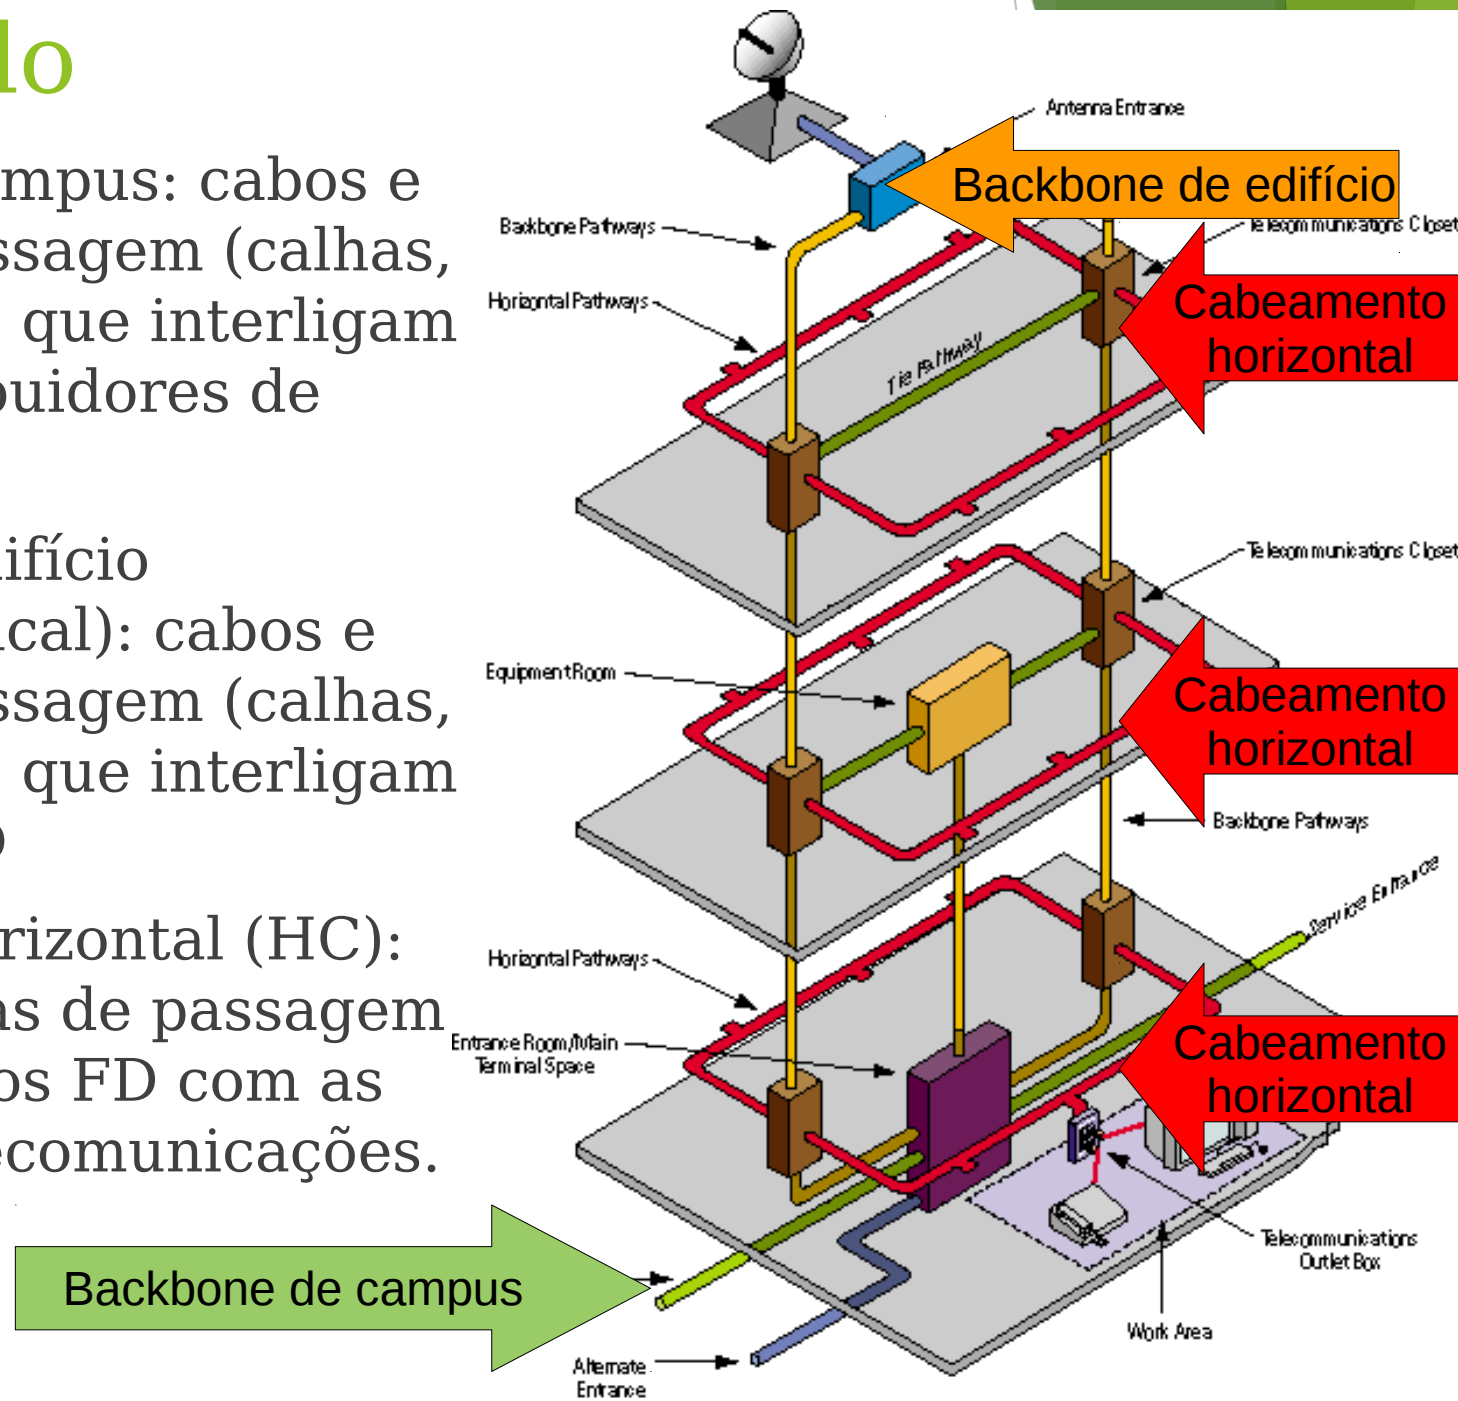 lo
mpus: cabos e
ssagem (calhas,
que interligam
buidores de
lifício
ical): cabos e
ssagem (calhas,
que interligam
o
rizontal (HC):
as de passagem
os FD com as
ecomunicações.
Antenna Entrance
Backbone de edifício
Backbone Pathways
Telecommunications Closet
Horizontal Pathways
Cabeamento
horizontal
Tie Pathway
Telecommunications Closet
Equipment Room
Cabeamento
horizontal
Backbone Pathways
Service Entrance
Horizontal Pathways
Entrance Room/Main
Terminal Space
Cabeamento
horizontal
Telecommunications
Outlet Box
Backbone de campus
Work Area
Alternate
Entrance